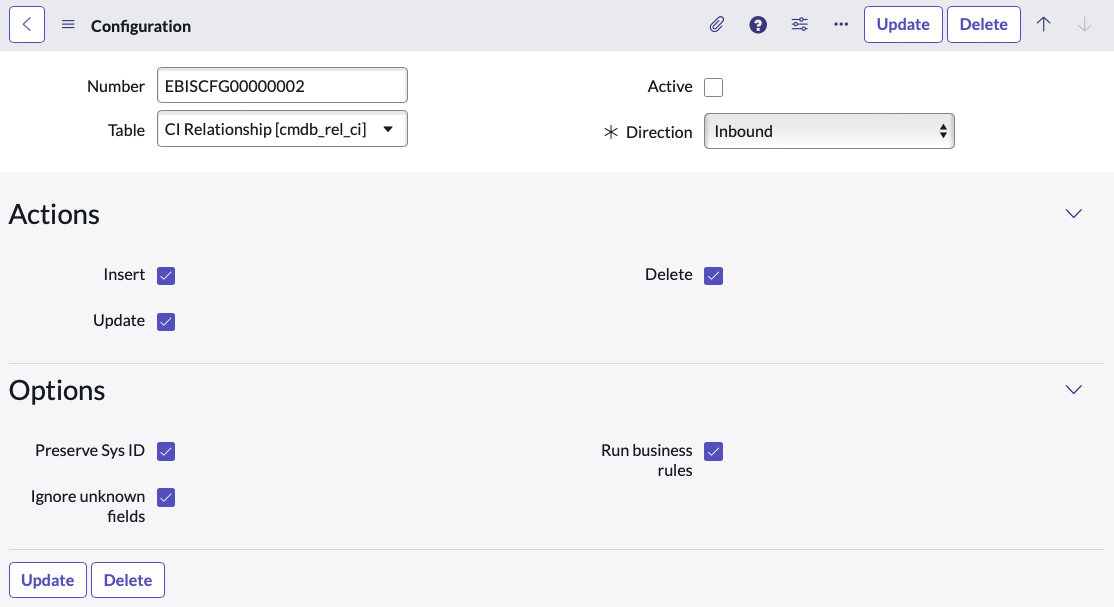 Configuration
Update
Delete
Number
EBISCFG00000002
Active
Table
CI Relationship [cmdb_rel_ci]
Direction
Inbound
Actions
Insert
Delete
Update
Options
Preserve Sys ID
Run business
rules
Ignore unknown
fields
Update
Delete